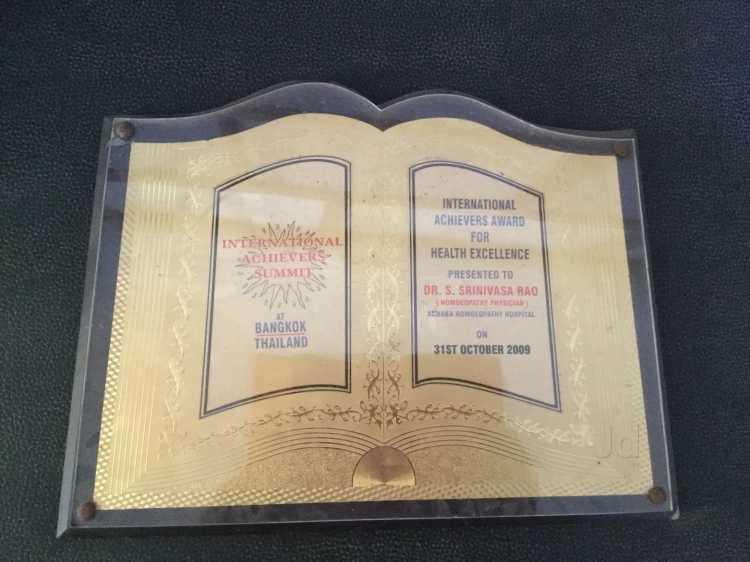 INTERNATIONAL
ACHIEVERS
SUMMIT
AT
BANGKOK
THAILAND
INTERNATIONAL
ACHIEVERS AWARD
FOR
HEALTH EXCELLENCE
PRESENTED TO
DR. S. SRINIVASA RAO
( HOMOEOPATHY PHYSICIAN )
HOMOEOPATHY HOSPITAL
ON
31ST OCTOBER 2009
Jd